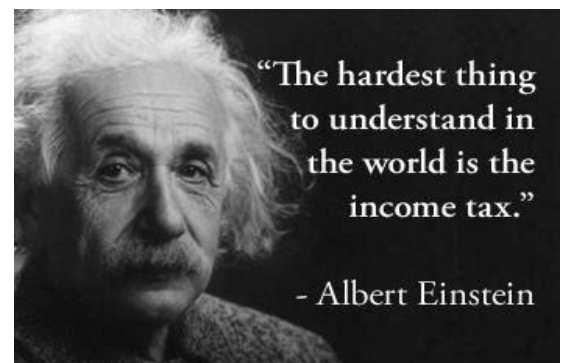 “The hardest thing
to understand in
the world is the
income tax.”
- Albert Einstein